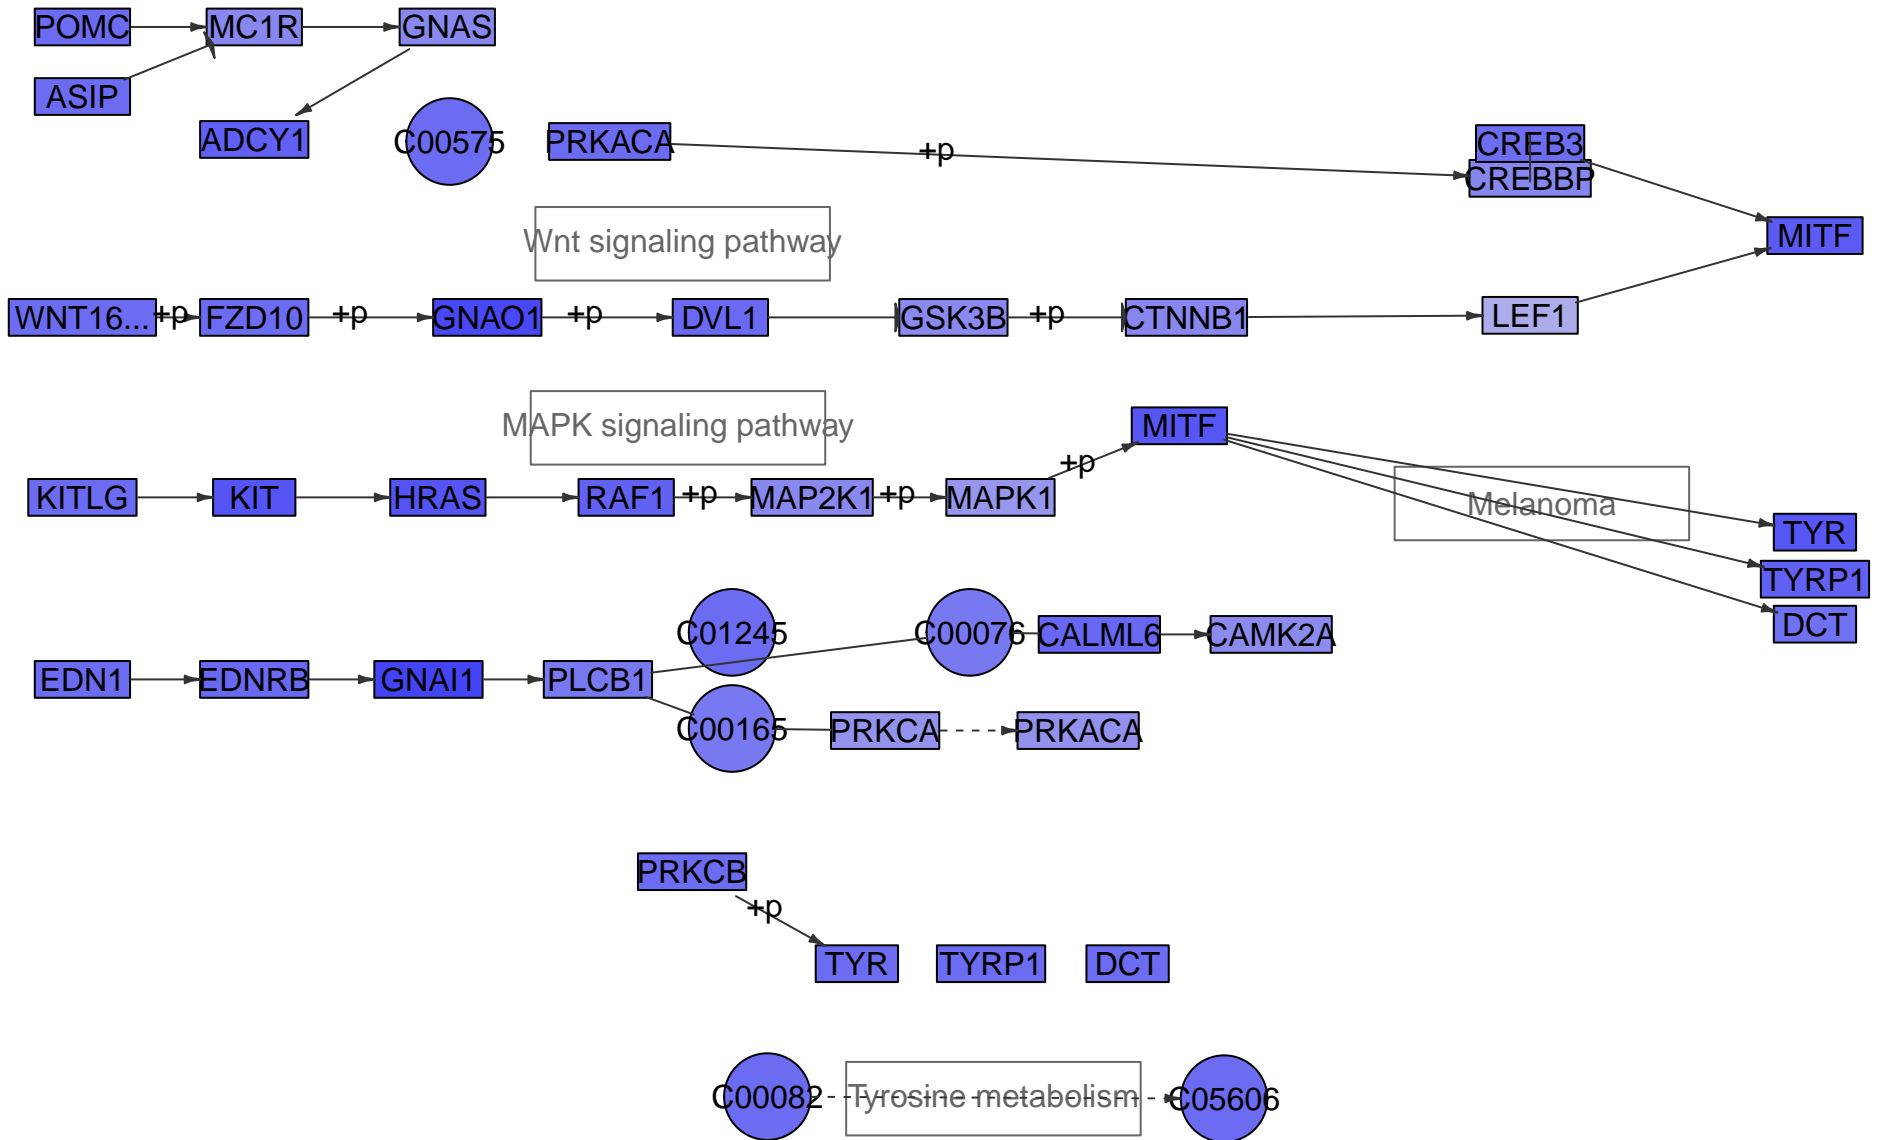 POMC
MC1R
GNAS
ASIP
ADCY1
C00575
PRKACA
+p
CREB3
CREBBP
Wnt signaling pathway
MITF
WNT16...
+p
FZD10
+p
GNAO1
+p
DVL1
GSK3B
+p
CTNNB1
LEF1
MAPK signaling pathway
MITF
+p
KITLG
KIT
HRAS
RAF1
+p
MAP2K1
+p
MAPK1
Melanoma
TYR
TYRP1
DCT
C01245
C00076
CALML6
CAMK2A
EDN1
EDNRB
GNAI1
PLCB1
C00165
PRKCA
PRKACA
PRKCB
+p
TYR
TYRP1
DCT
C00082
Tyrosine metabolism
C05606